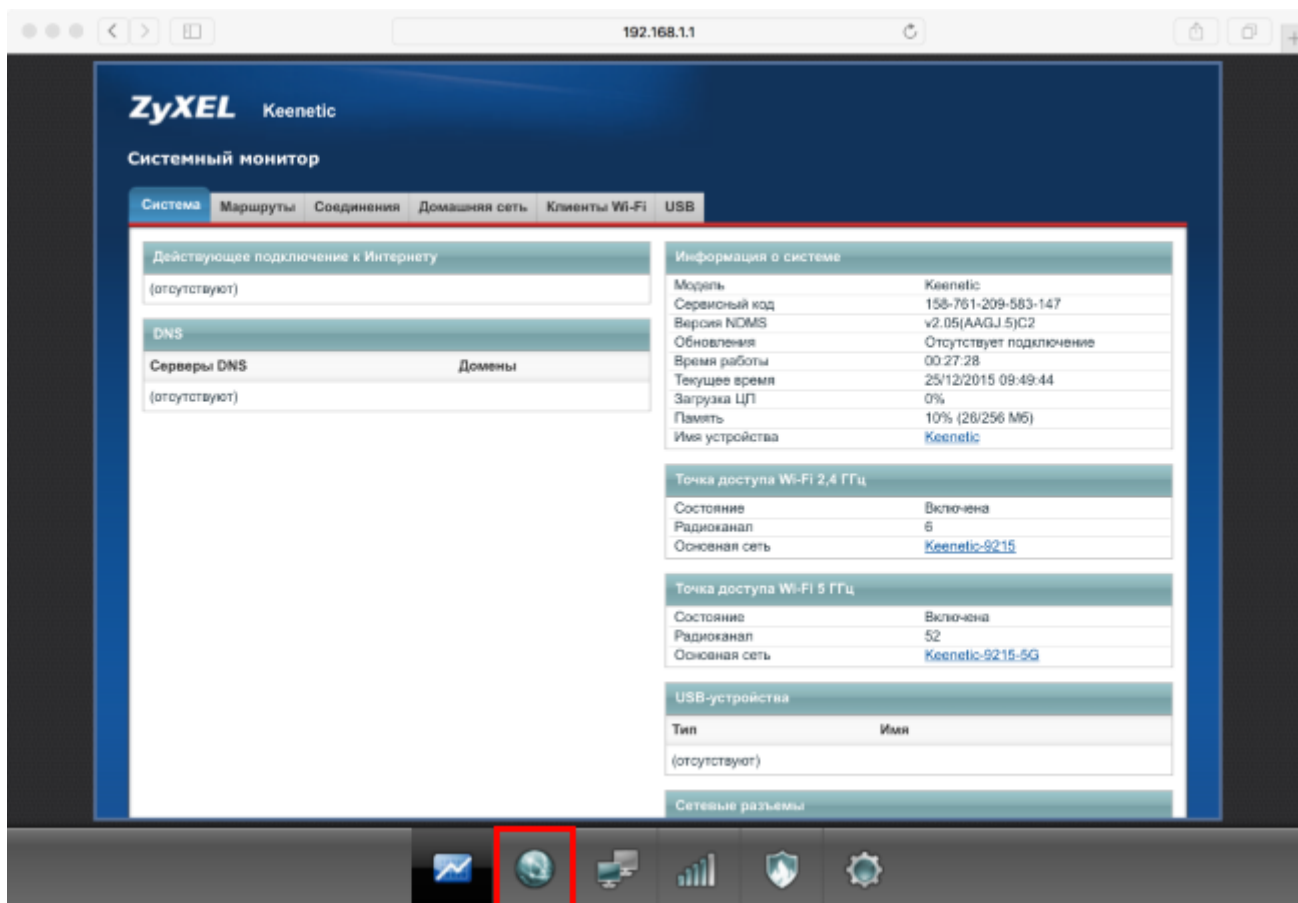 192.168.1.1
ZyXEL Keenetic
Системный монитор
Система Маршруты Соединения Домашняя сеть Клиенты Wi-Fi USB
Действующее подключение к Интернету
(отсутствуют)
DNS
Серверы DNS Домены
(отсутствуют)
Информация о системе
Модель Keenetic
Сервисный код 158-761-209-583-147
Версия NDMS v2.05(AAGJ.5)C2
Обновления Отсутствует подключение
Время работы 00:27:28
Текущее время 25/12/2015 09:49:44
Загрузка ЦП 0%
Память 10% (26/256 Мб)
Имя устройства Keenetic
Точка доступа Wi-Fi 2,4 ГГц
Состояние Включена
Радиоканал 6
Основная сеть Keenetic-9215
Точка доступа Wi-Fi 5 ГГц
Состояние Включена
Радиоканал 52
Основная сеть Keenetic-9215-5G
USB-устройства
Тип Имя
(отсутствуют)
Сетевые разъемы